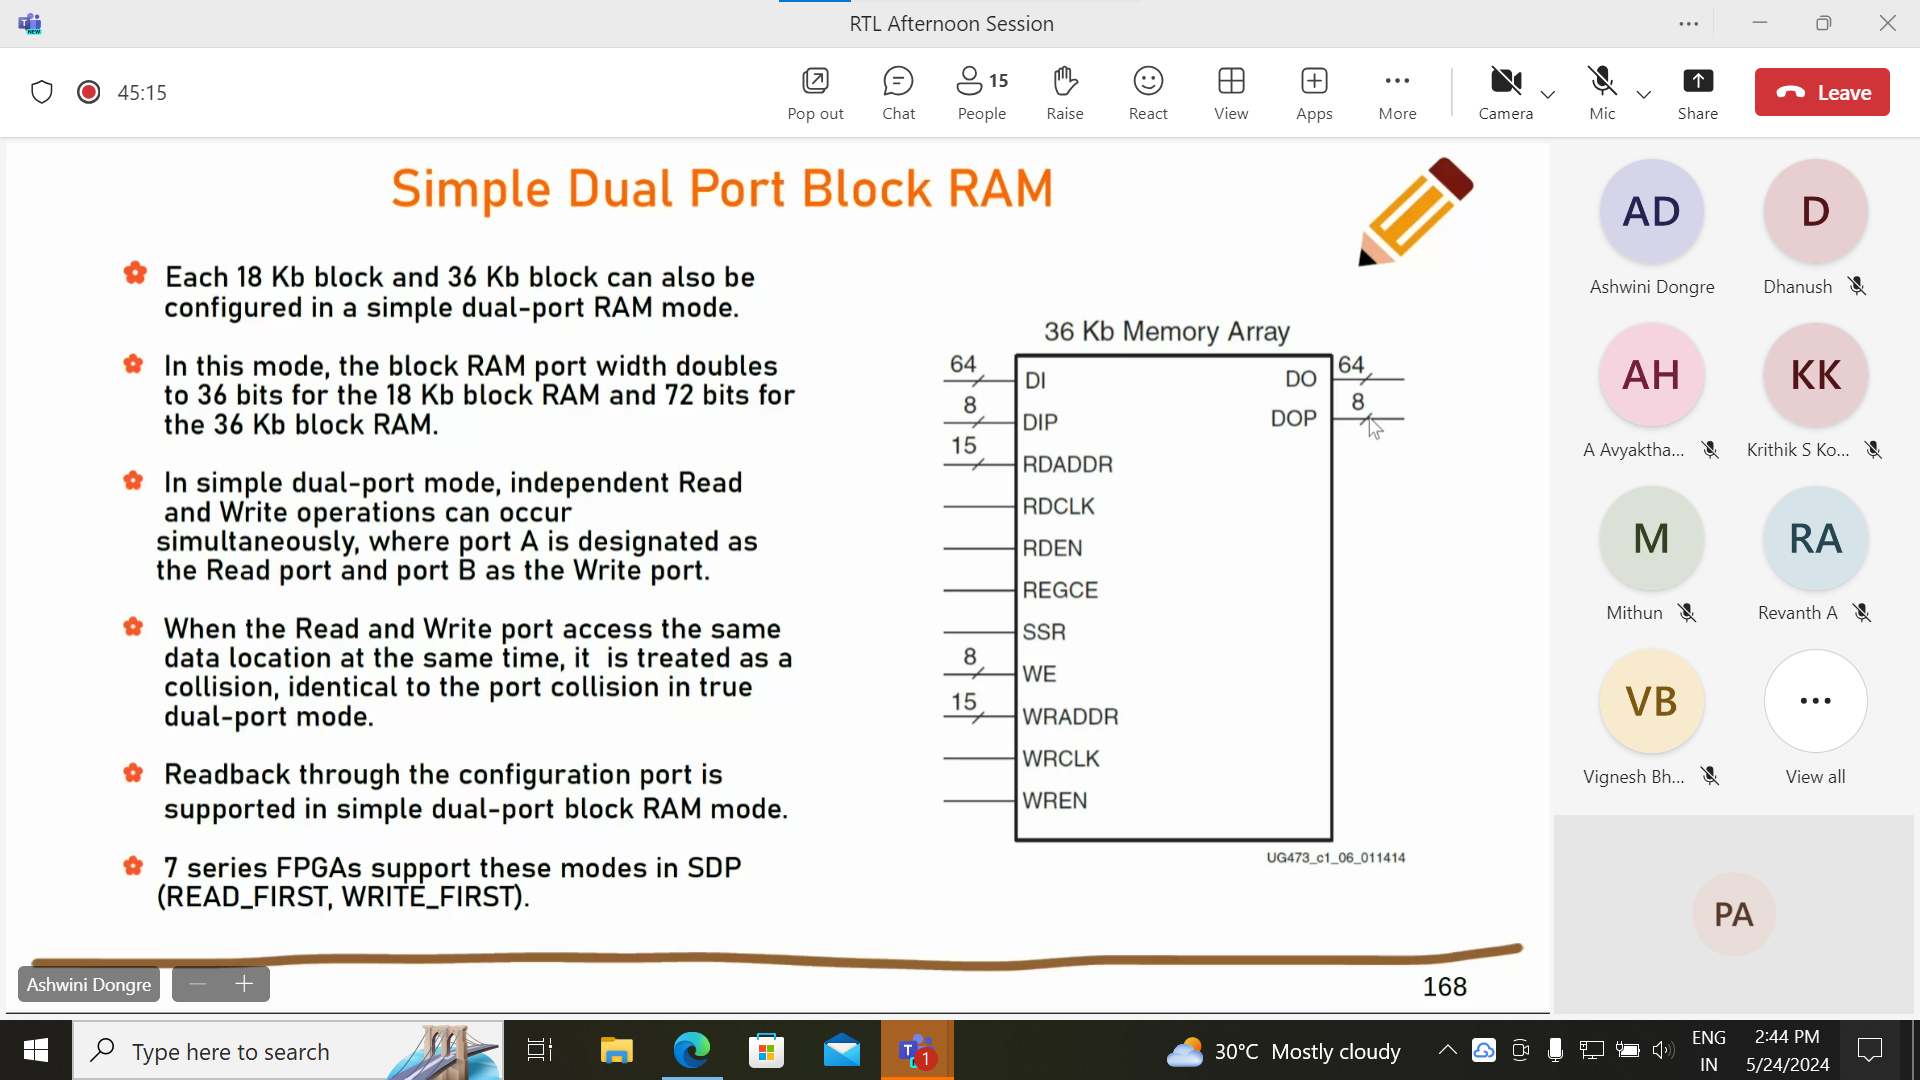 NEW
RTL Afternoon Session
45:15
Pop out
Chat
15
People
Raise
React
View
Apps
More
Camera
Mic
Share
Leave
Simple Dual Port Block RAM
Each 18 Kb block and 36 Kb block can also be
configured in a simple dual-port RAM mode.
In this mode, the block RAM port width doubles
to 36 bits for the 18 Kb block RAM and 72 bits for
the 36 Kb block RAM.
In simple dual-port mode, independent Read
and Write operations can occur
simultaneously, where port A is designated as
the Read port and port B as the Write port.
When the Read and Write port access the same
data location at the same time, it is treated as a
collision, identical to the port collision in true
dual-port mode.
Readback through the configuration port is
supported in simple dual-port block RAM mode.
7 series FPGAs support these modes in SDP
(READ_FIRST, WRITE_FIRST).
36 Kb Memory Array
64 DI
8 DIP
15 RDADDR
RDCLK
RDEN
REGCE
SSR
8 WE
15 WRADDR
WRCLK
WREN
DO 64
DOP 8
UG473_c1_06_011414
168
Ashwini Dongre
AD
Ashwini Dongre
D
Dhanush
AH
A Avyaktha...
KK
Krithik S Ko...
M
Mithun
RA
Revanth A
VB
Vignesh Bh...
View all
PA
Type here to search
1
30°C Mostly cloudy
ENG
IN
2:44 PM
5/24/2024